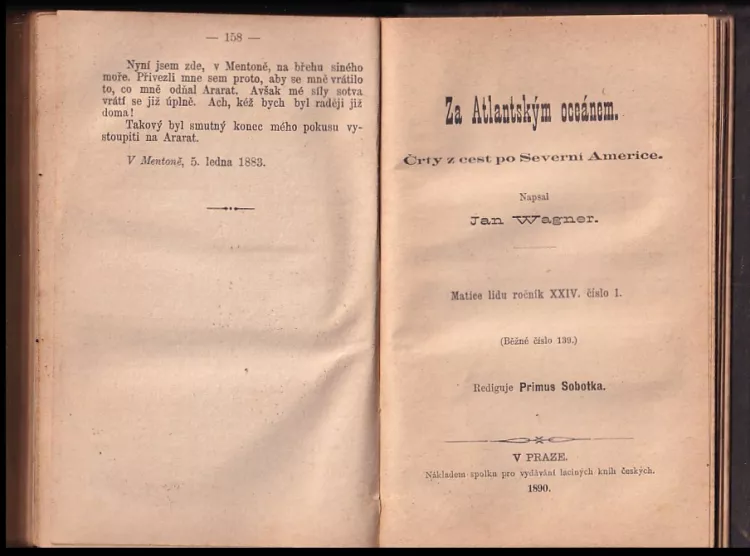 — 158 —
Nyní jsem zde, v Mentoně, na břehu siného
moře. Přivezli mne sem proto, aby se mně vrátilo
to, co mně odňal Ararat. Avšak mé síly sotva
vrátí se již úplně. Ach, kéž bych byl raději již
doma!
Takový byl smutný konec mého pokusu vy-
stoupiti na Ararat.
V Mentoně, 5. ledna 1883.
Za Atlantským oceánem.
Črty z cest po Severní Americe.
Napsal
Jan Wagner.
Matice lidu ročník XXIV. číslo 1.
(Běžné číslo 139.)
Rediguje Primus Sobotka.
V PRAZE.
Nákladem spolku pro vydávání laciných knih českých.
1890.